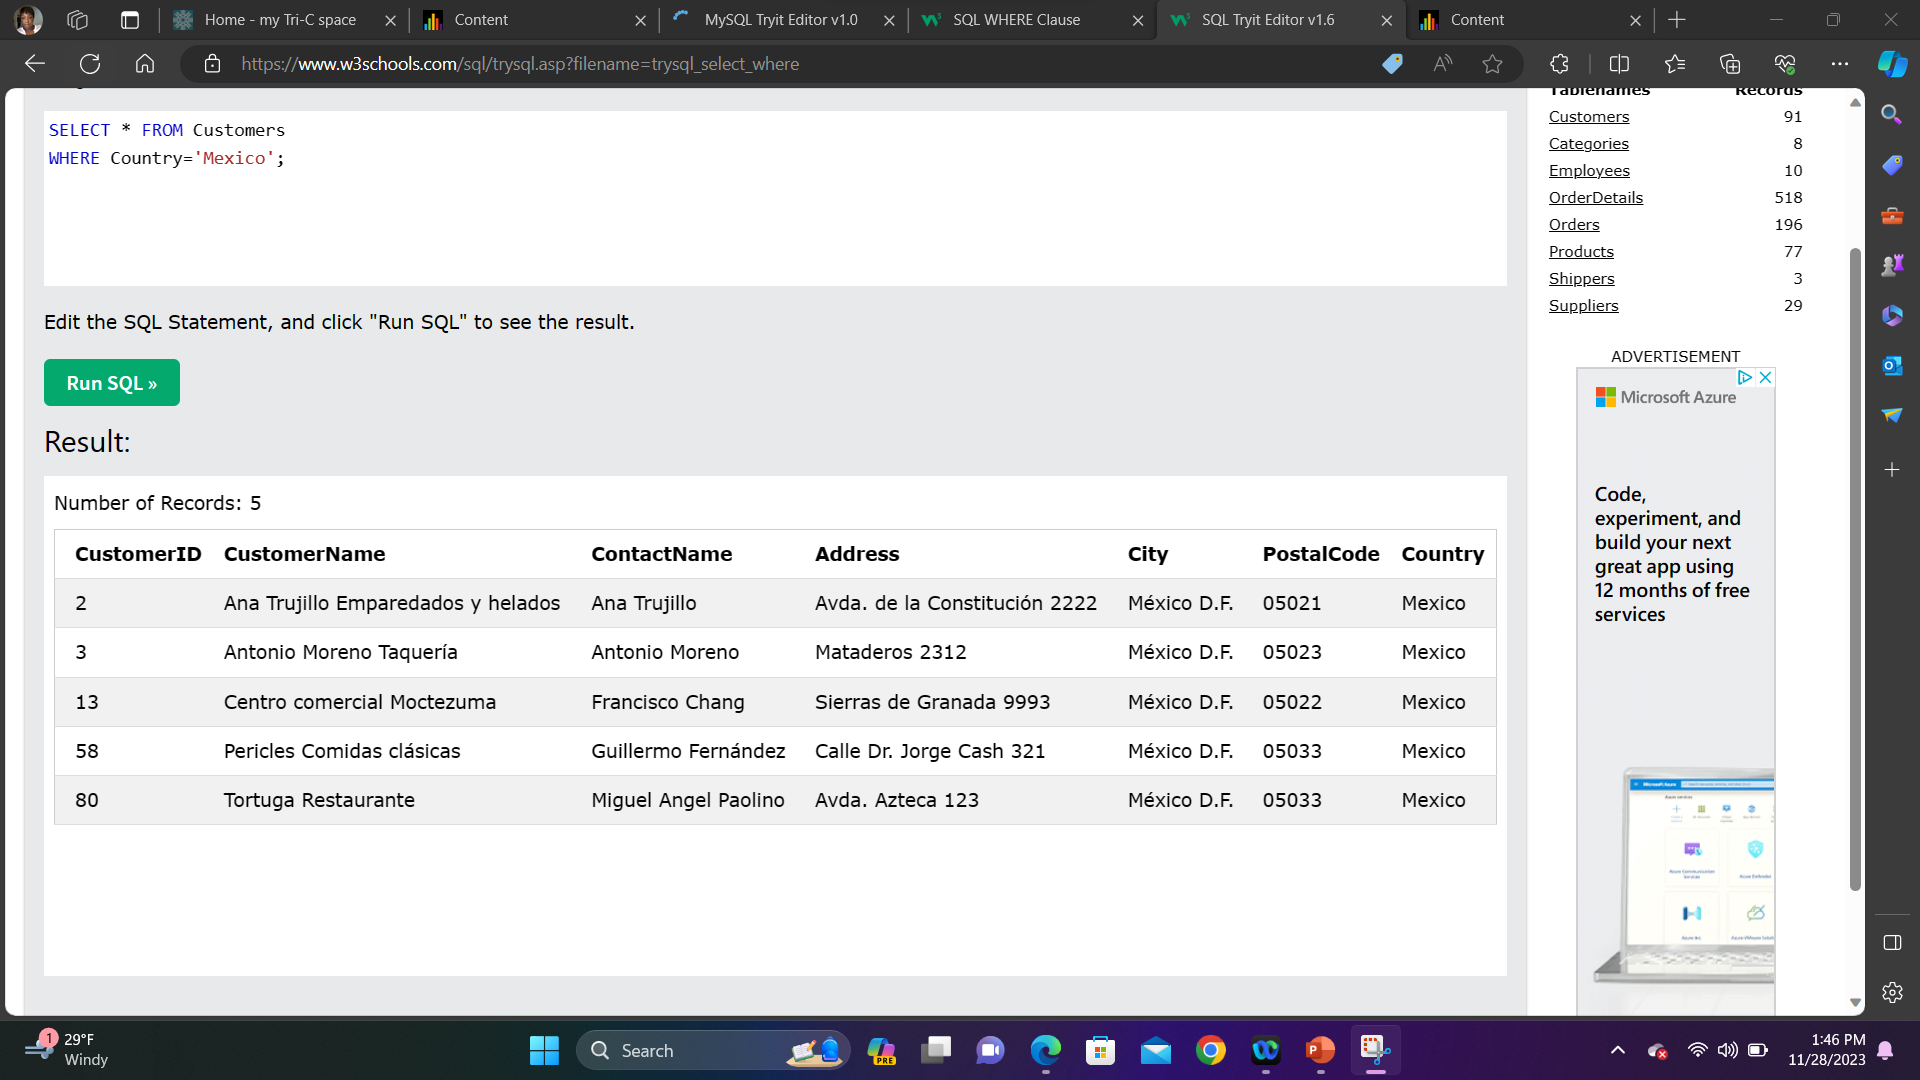 Home - my Tri-C space
Content
MySQL Tryit Editor v1.0
SQL WHERE Clause
SQL Tryit Editor v1.6
Content
https://www.w3schools.com/sql/trysql.asp?filename=trysql_select_where
SELECT * FROM Customers
WHERE Country='Mexico';
Edit the SQL Statement, and click "Run SQL" to see the result.
Run SQL »
Result:
Number of Records: 5
CustomerID CustomerName ContactName Address City PostalCode Country
2 Ana Trujillo Emparedados y helados Ana Trujillo Avda. de la Constitución 2222 México D.F. 05021 Mexico
3 Antonio Moreno Taquería Antonio Moreno Mataderos 2312 México D.F. 05023 Mexico
13 Centro comercial Moctezuma Francisco Chang Sierras de Granada 9993 México D.F. 05022 Mexico
58 Pericles Comidas clásicas Guillermo Fernández Calle Dr. Jorge Cash 321 México D.F. 05033 Mexico
80 Tortuga Restaurante Miguel Angel Paolino Avda. Azteca 123 México D.F. 05033 Mexico
Tablenames Records
Customers 91
Categories 8
Employees 10
OrderDetails 518
Orders 196
Products 77
Shippers 3
Suppliers 29
ADVERTISEMENT
Microsoft Azure
Code,
experiment, and
build your next
great app using
12 months of free
services
Microsoft Azure
1
29°F
Windy
Search
PRE
1:46 PM
11/28/2023